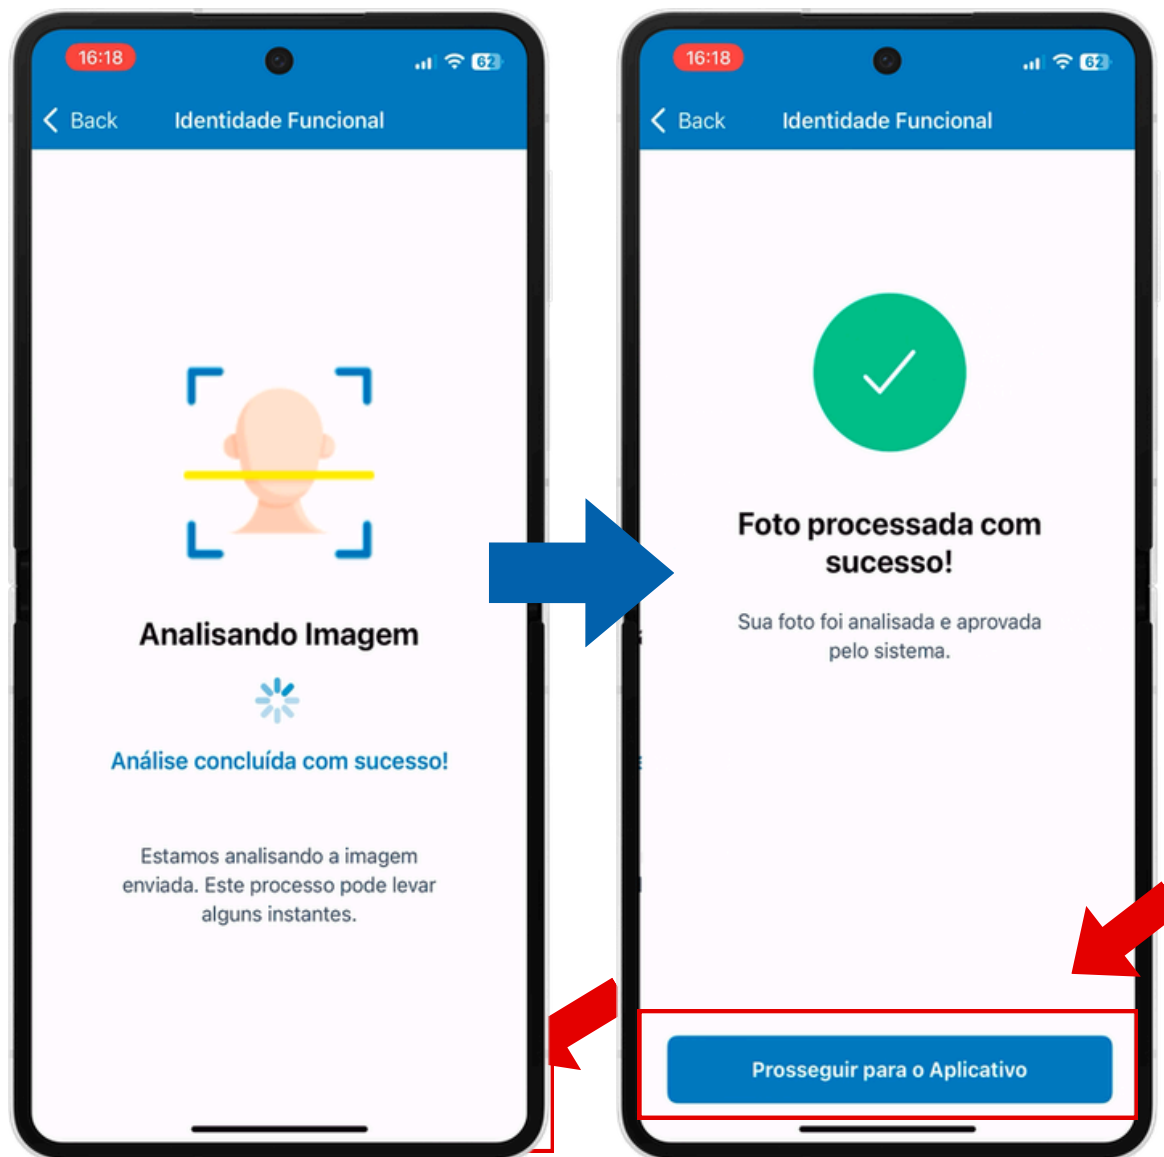 16:18
62
Back
Identidade Funcional
Analisando Imagem
Análise concluída com sucesso!
Estamos analisando a imagem
enviada. Este processo pode levar
alguns instantes.
16:18
62
Back
Identidade Funcional
Foto processada com
sucesso!
Sua foto foi analisada e aprovada
pelo sistema.
Prosseguir para o Aplicativo